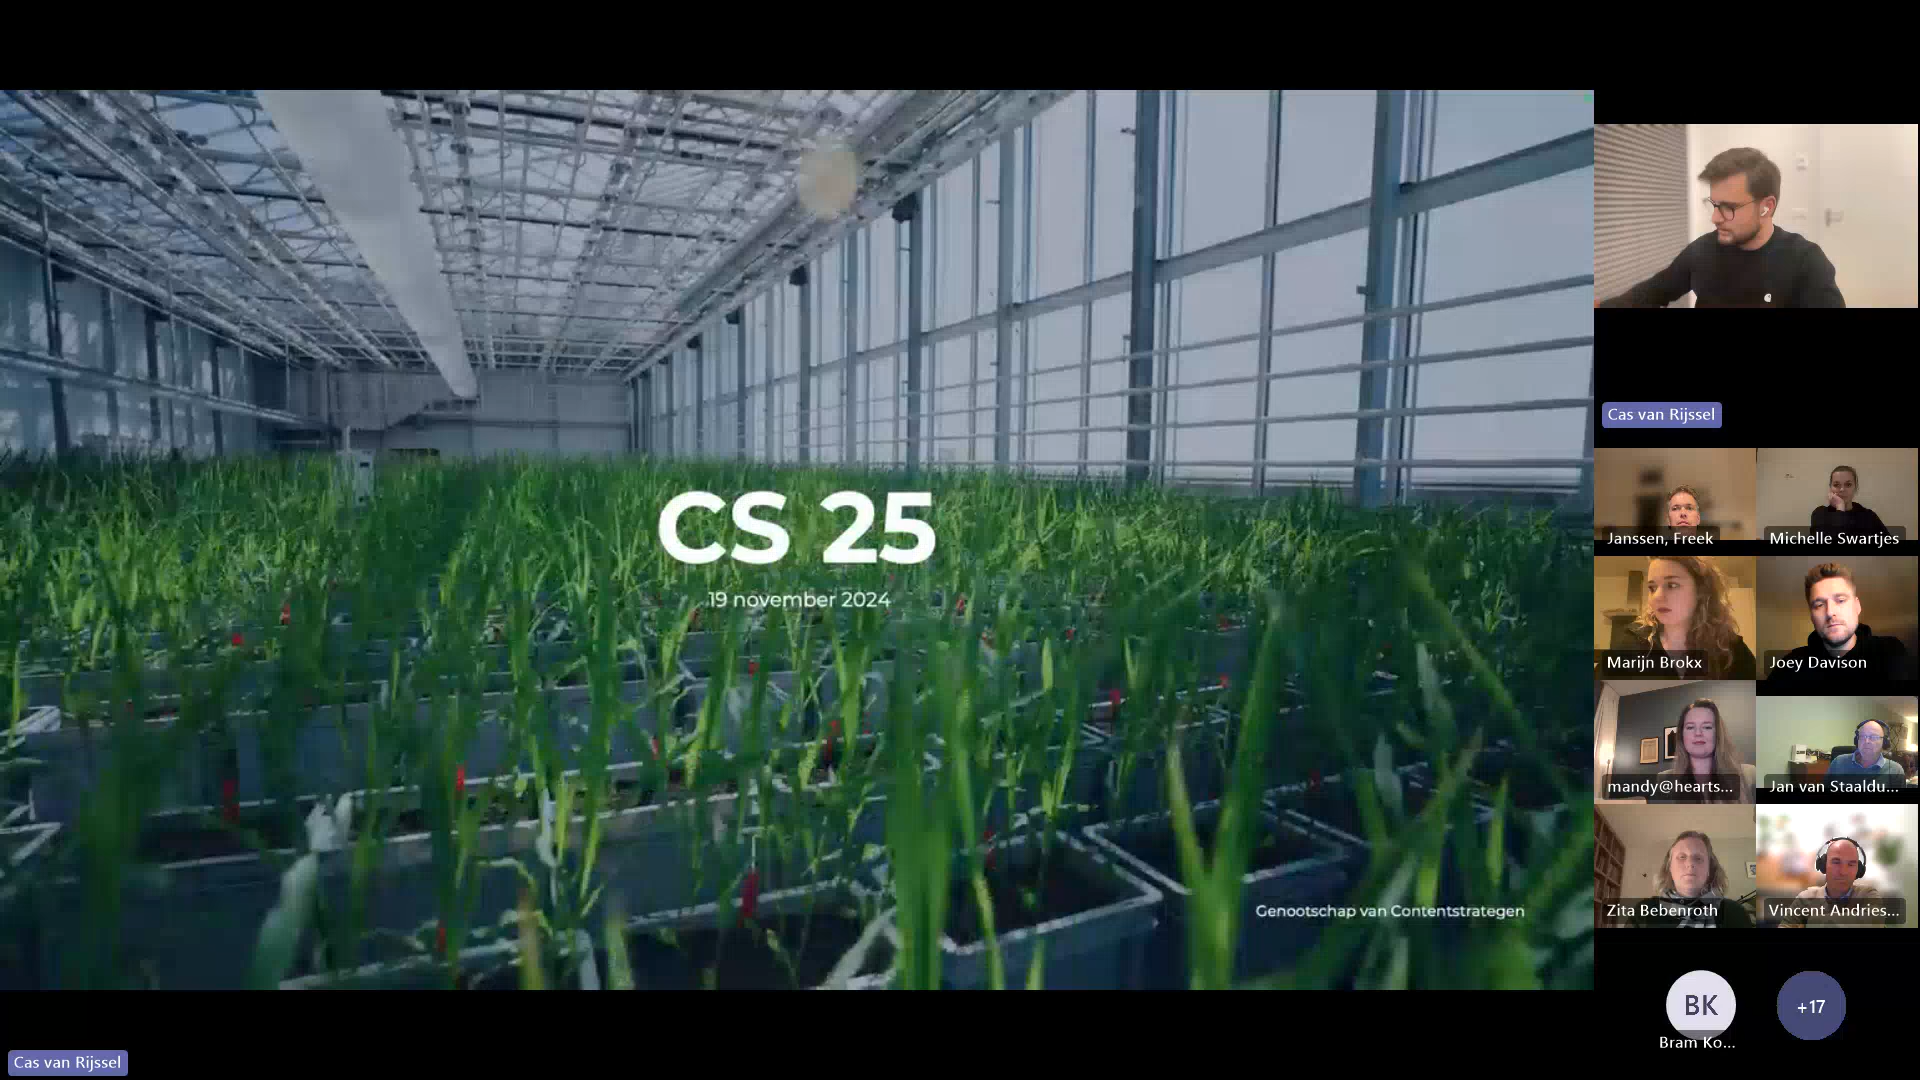 CS 25
19 november 2024
Genootschap van Contentstrategen
Cas van Rijssel
Cas van Rijssel
Janssen, Freek
Michelle Swartjes
Marijn Brokx
Joey Davison
mandy@hearts...
Jan van Staaldu...
Zita Bebenroth
Vincent Andries...
BK
+17
Bram Ko...